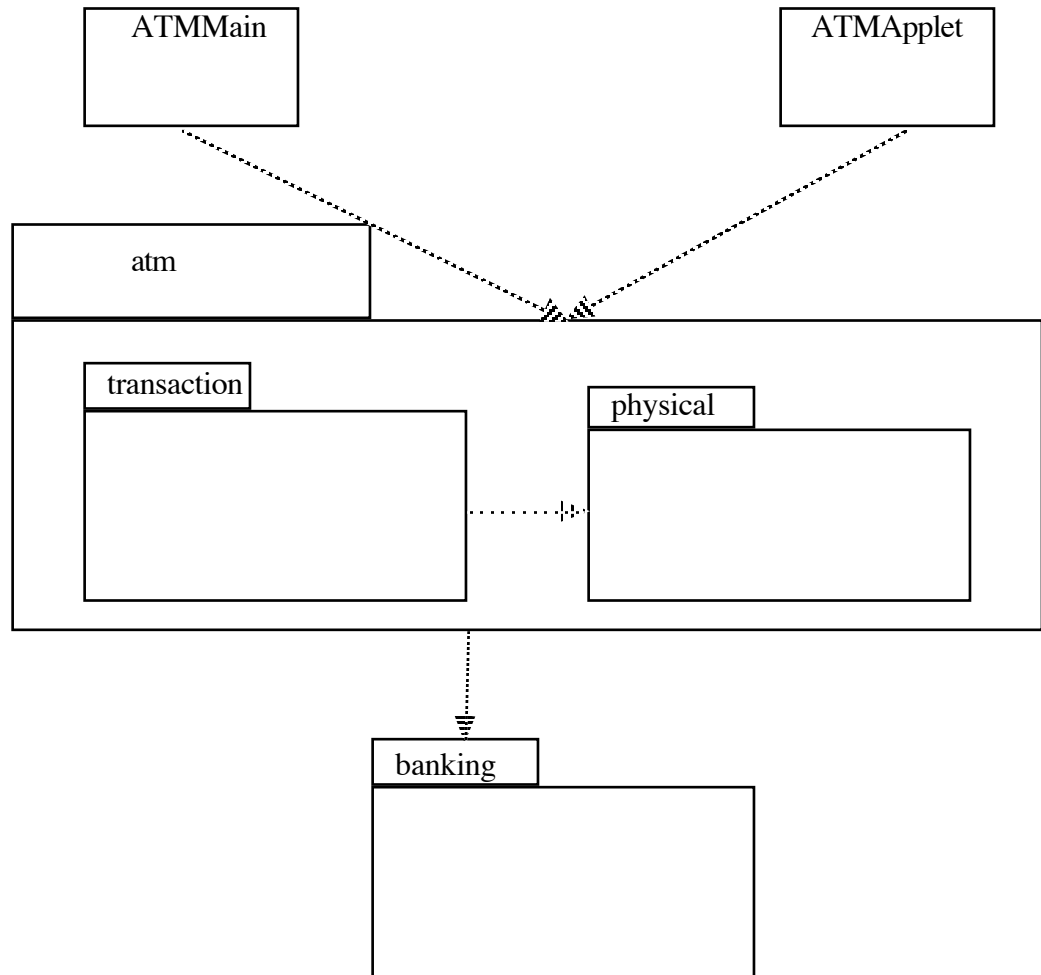 ATMMain
ATMApplet
atm
transaction
physical
banking